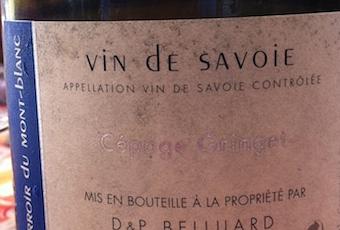 vin de savoie
APPELLATION VIN DE SAVOIE CONTRÔLÉE
Cépage Gringet
MIS EN BOUTEILLE À LA PROPRIÉTÉ PAR
D&P BELLUARD
du MONT-blanc